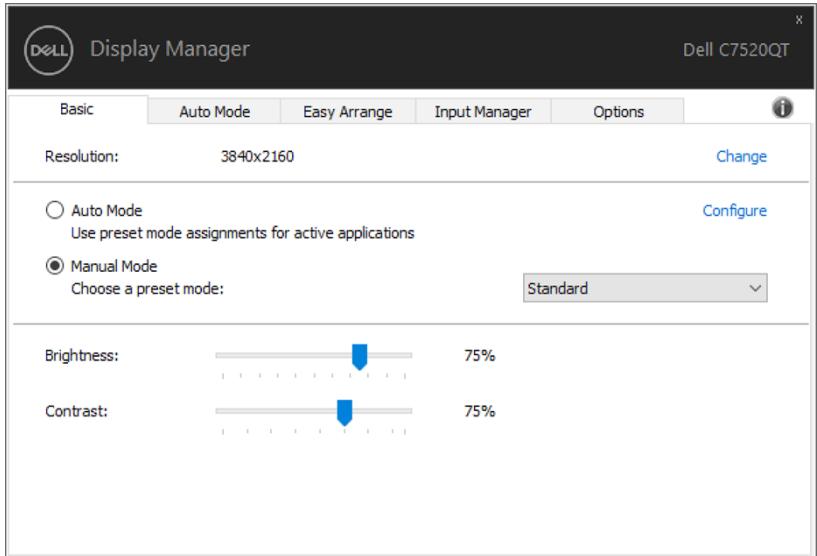 x
DELL Display Manager Dell C7520QT
Basic Auto Mode Easy Arrange Input Manager Options i
Resolution: 3840x2160 Change
Auto Mode Configure
Use preset mode assignments for active applications
Manual Mode
Choose a preset mode: Standard
Brightness: 75%
Contrast: 75%